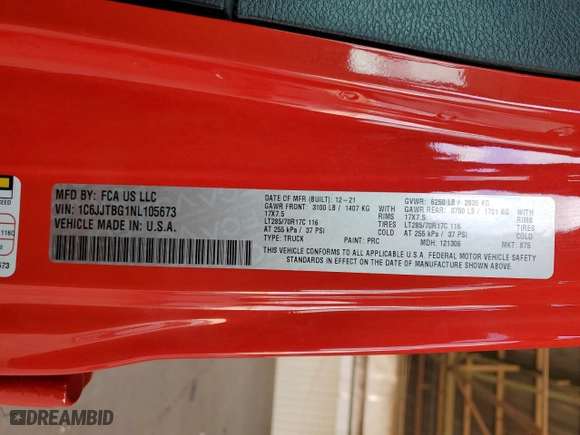 MFD BY: FCA US LLC
VIN: 1C6JJTBG1NL105673
VEHICLE MADE IN: U.S.A.
DATE OF MFR (BUILT): 12-21
GAWR FRONT: 3100 LB / 1407 KG WITH
17X7.5 RIMS
LT285/70R17C 116 TIRES
AT 255 kPa / 37 PSI COLD
TYPE: TRUCK PAINT: PRC
GVWR: 6250 LB / 2835 KG
GAWR REAR: 3750 LB / 1701 KG WITH
17X7.5 RIMS
LT285/70R17C 116 TIRES
AT 255 kPa / 37 PSI COLD
MDH: 121306 MKT: 875
THIS VEHICLE CONFORMS TO ALL APPLICABLE U.S.A. FEDERAL MOTOR VEHICLE SAFETY
STANDARDS IN EFFECT ON THE DATE OF MANUFACTURE SHOWN ABOVE.
DREAMBID